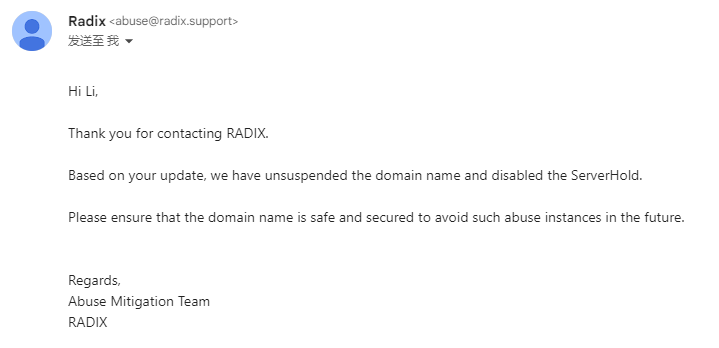 Radix <abuse@radix.support>
发送至 我
Hi Li,
Thank you for contacting RADIX.
Based on your update, we have unsuspended the domain name and disabled the ServerHold.
Please ensure that the domain name is safe and secured to avoid such abuse instances in the future.
Regards,
Abuse Mitigation Team
RADIX